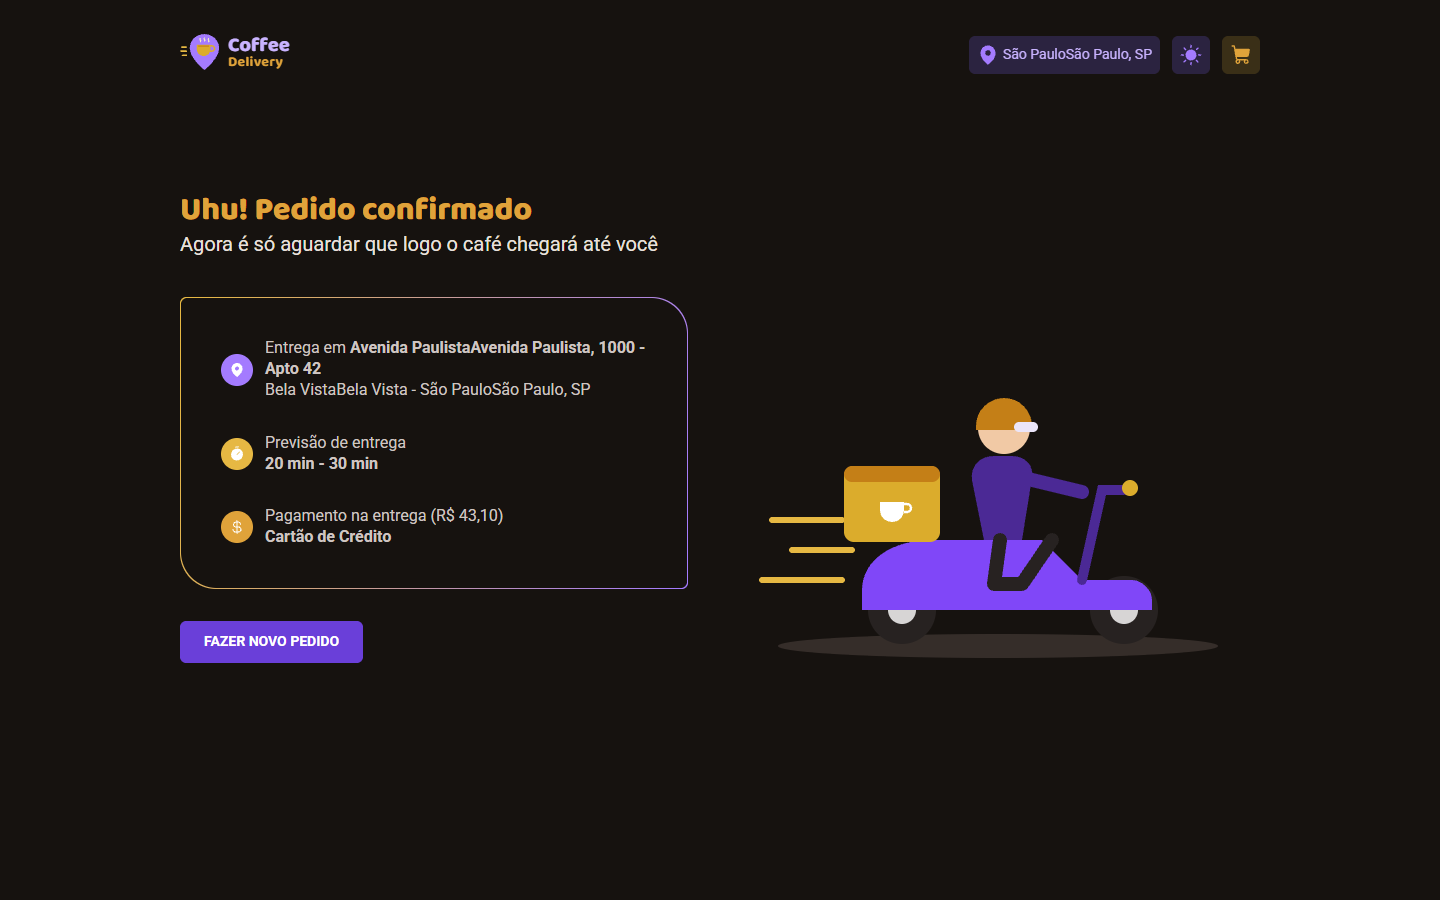 Coffee
Delivery
São PauloSão Paulo, SP
Uhu! Pedido confirmado
Agora é só aguardar que logo o café chegará até você
Entrega em Avenida PaulistaAvenida Paulista, 1000 -
Apto 42
Bela VistaBela Vista - São PauloSão Paulo, SP
Previsão de entrega
20 min - 30 min
Pagamento na entrega (R$ 43,10)
Cartão de Crédito
FAZER NOVO PEDIDO